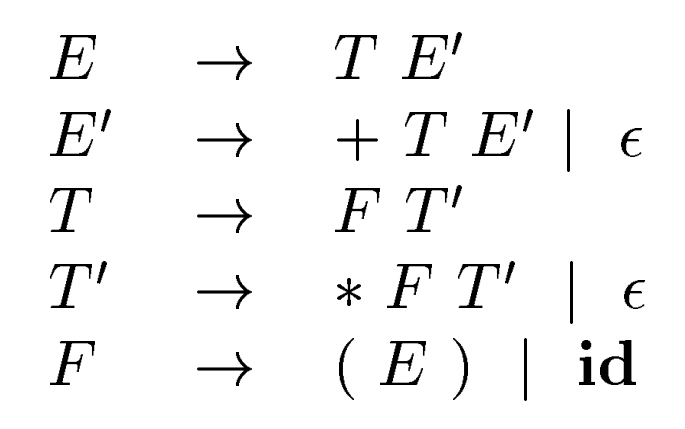 E → T E′
E′ → + T E′ | ϵ
T → F T′
T′ → * F T′ | ϵ
F → ( E ) | id